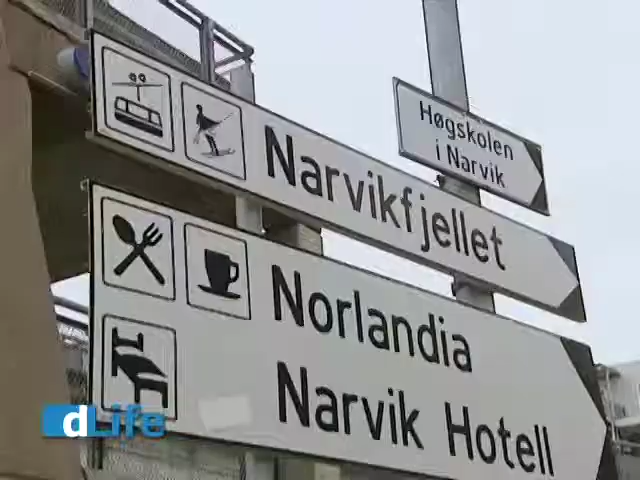 Høgskolen
i Narvik
Narvikfjellet
Norlandia
Narvik Hotell
dLife